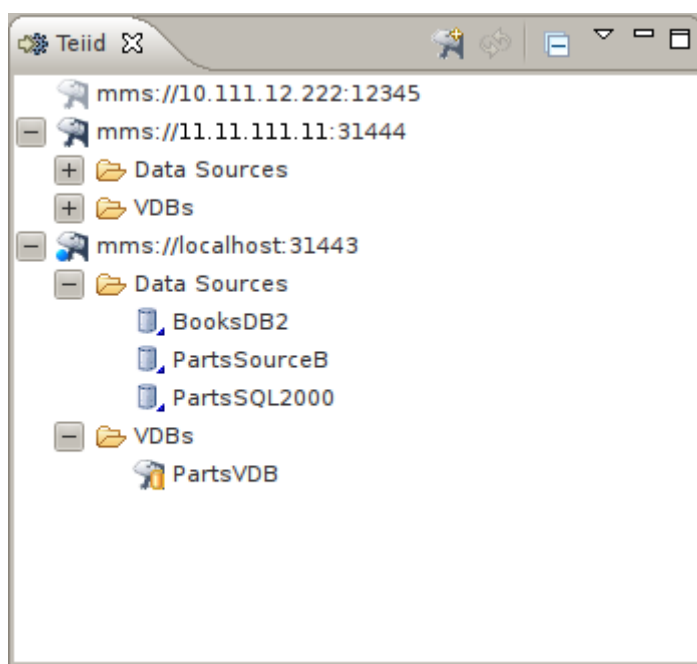 Teiid
mms://10.111.12.222:12345
mms://11.11.111.11:31444
Data Sources
VDBs
mms://localhost:31443
Data Sources
BooksDB2
PartsSourceB
PartsSQL2000
VDBs
PartsVDB